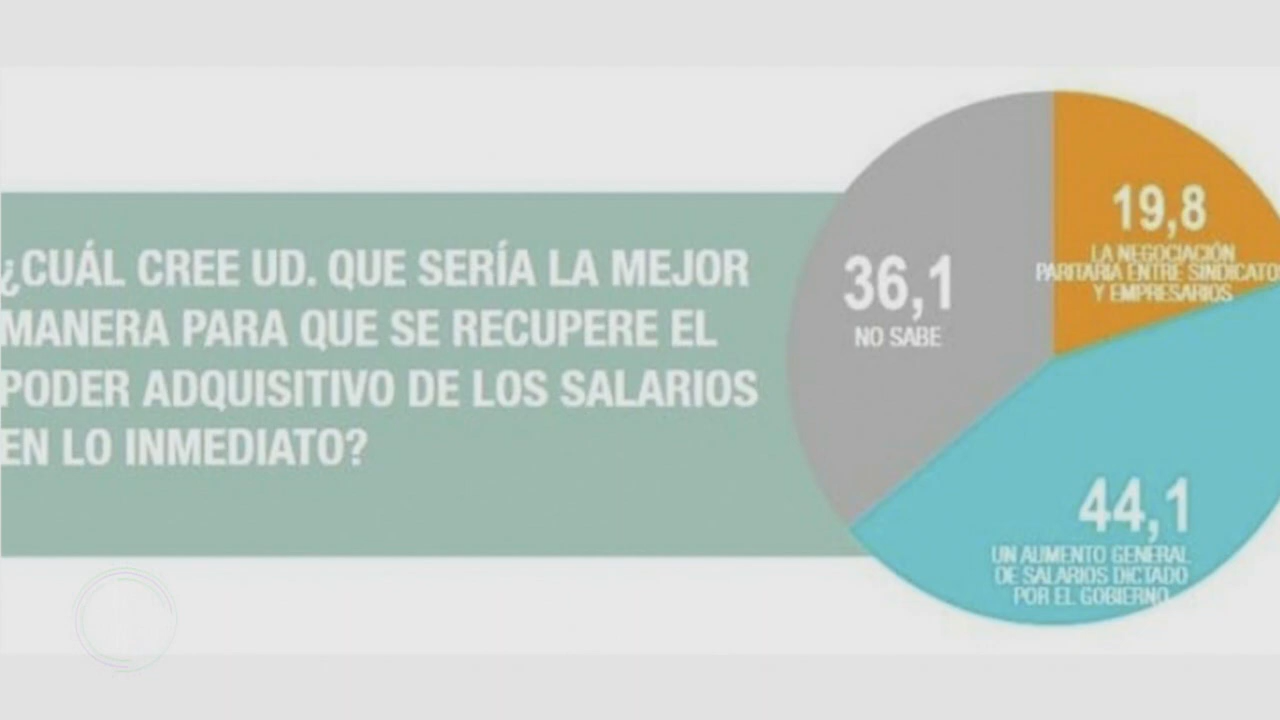 ¿CUÁL CREE UD. QUE SERÍA LA MEJOR
MANERA PARA QUE SE RECUPERE EL
PODER ADQUISITIVO DE LOS SALARIOS
EN LO INMEDIATO?
36,1
NO SABE
19,8
LA NEGOCIACIÓN
PARITARIA ENTRE SINDICATO
Y EMPRESARIOS
44,1
UN AUMENTO GENERAL
DE SALARIOS DICTADO
POR EL GOBIERNO